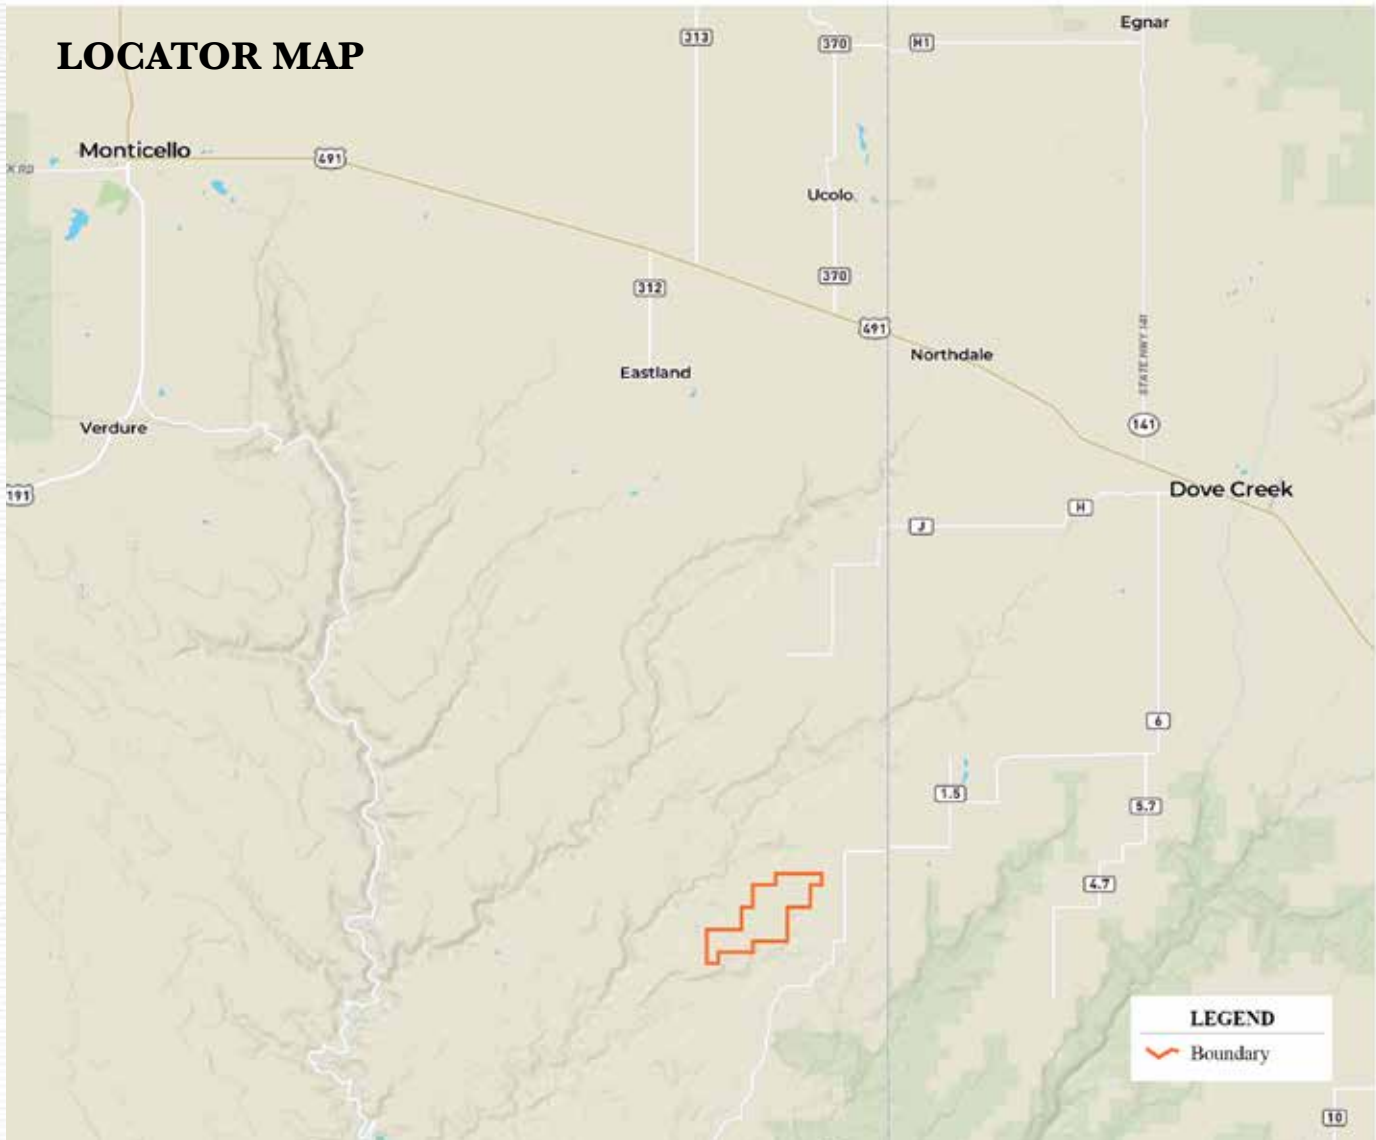 LOCATOR MAP
Egnar
313
370
H1
Monticello
491
X RD
Ucolo
370
312
491
Northdale
STATE HWY 141
Eastland
141
Verdure
Dove Creek
191
H
J
6
1.5
5.7
4.7
LEGEND
Boundary
10